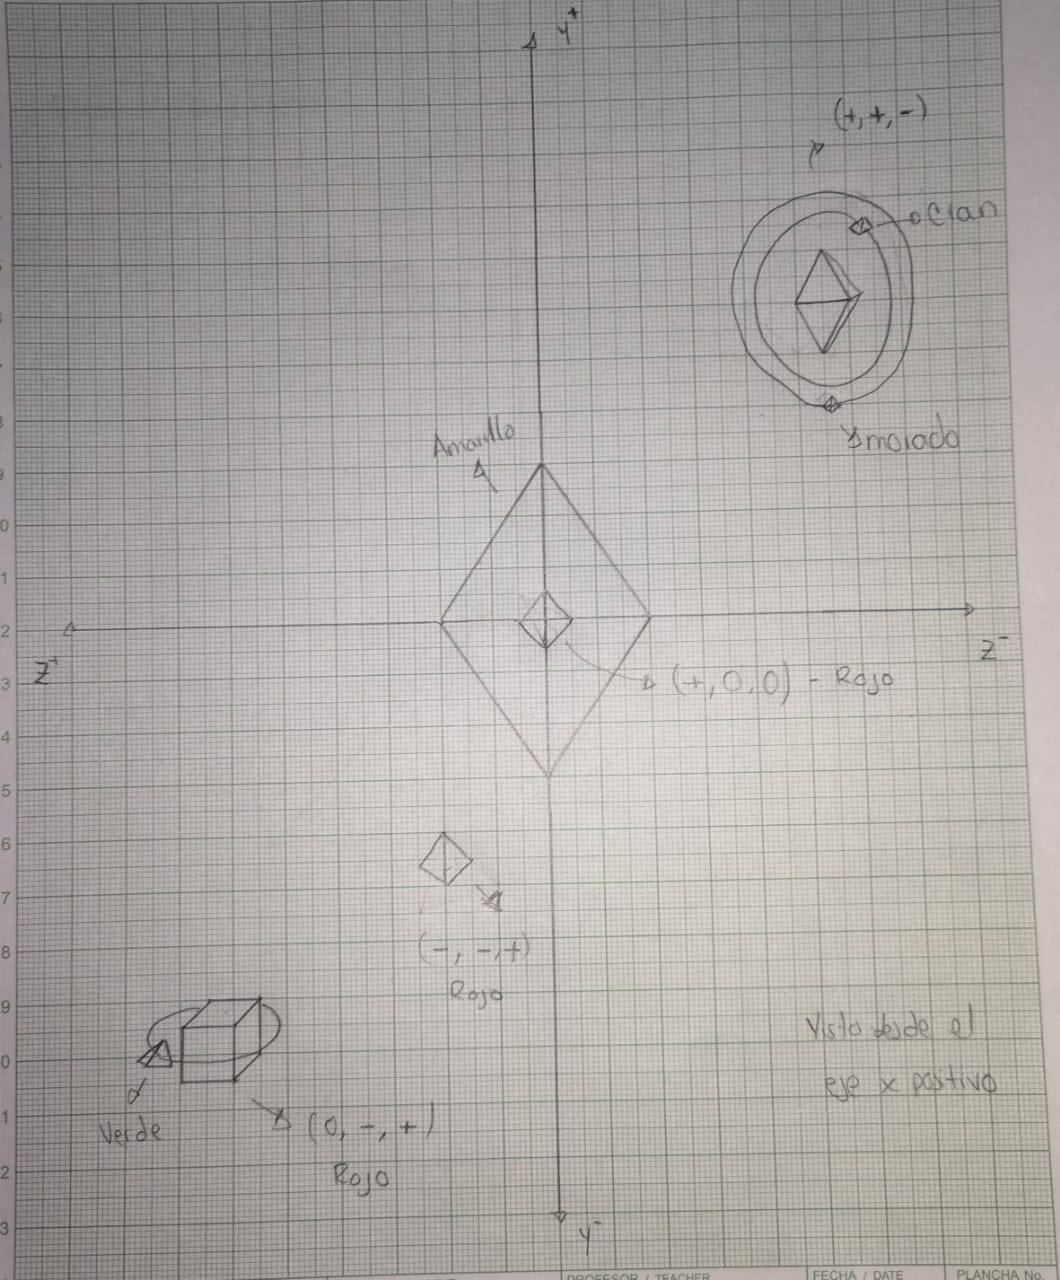 y+
(+,+,-)
Cian
Amarillo
morado
Z+
Z-
(+,0,0) - Rojo
(-,-,+)
Rojo
Visto desde el
eje x positivo
Verde
(0,-,+)
Rojo
y-
0
1
2
3
4
5
6
7
8
9
0
1
2
3
PROFESOR / TEACHER
FECHA / DATE
PLANCHA No